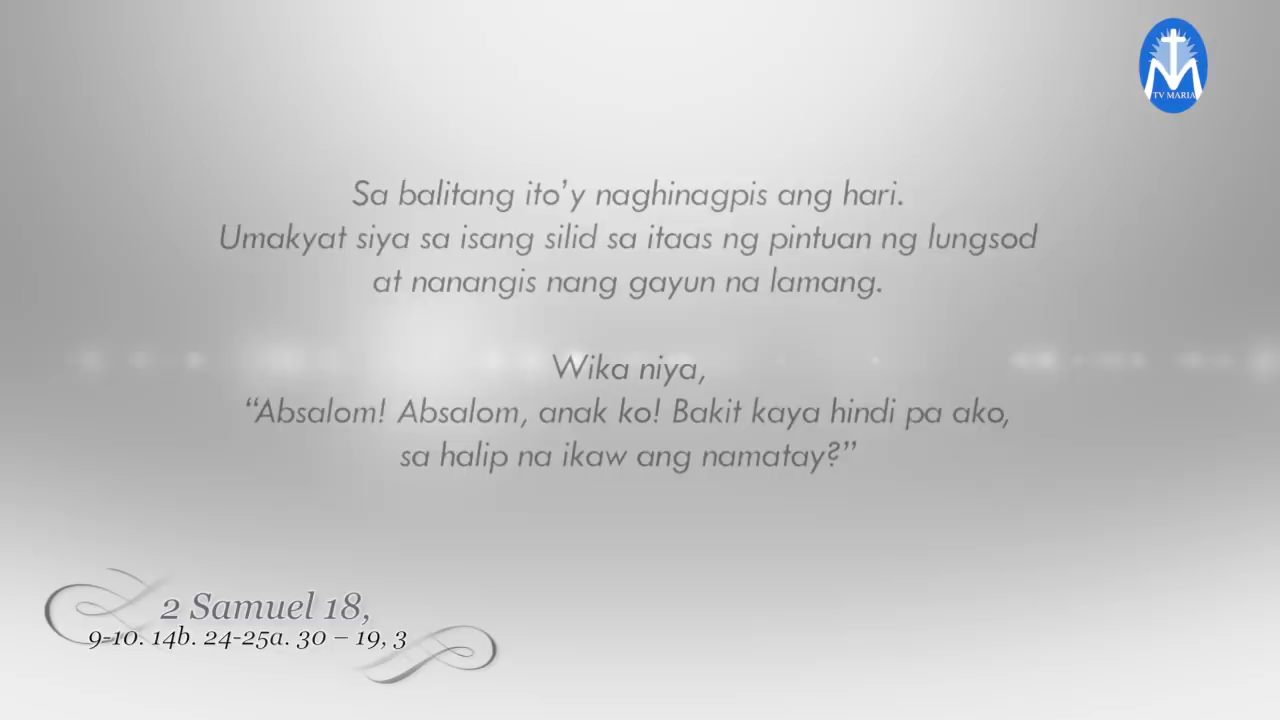 TV MARIA
Sa balitang ito’y naghinagpis ang hari.
Umakyat siya sa isang silid sa itaas ng pintuan ng lungsod
at nanangis nang gayun na lamang.
Wika niya,
“Absalom! Absalom, anak ko! Bakit kaya hindi pa ako,
sa halip na ikaw ang namatay?”
2 Samuel 18,
9-10. 14b. 24-25a. 30 – 19, 3